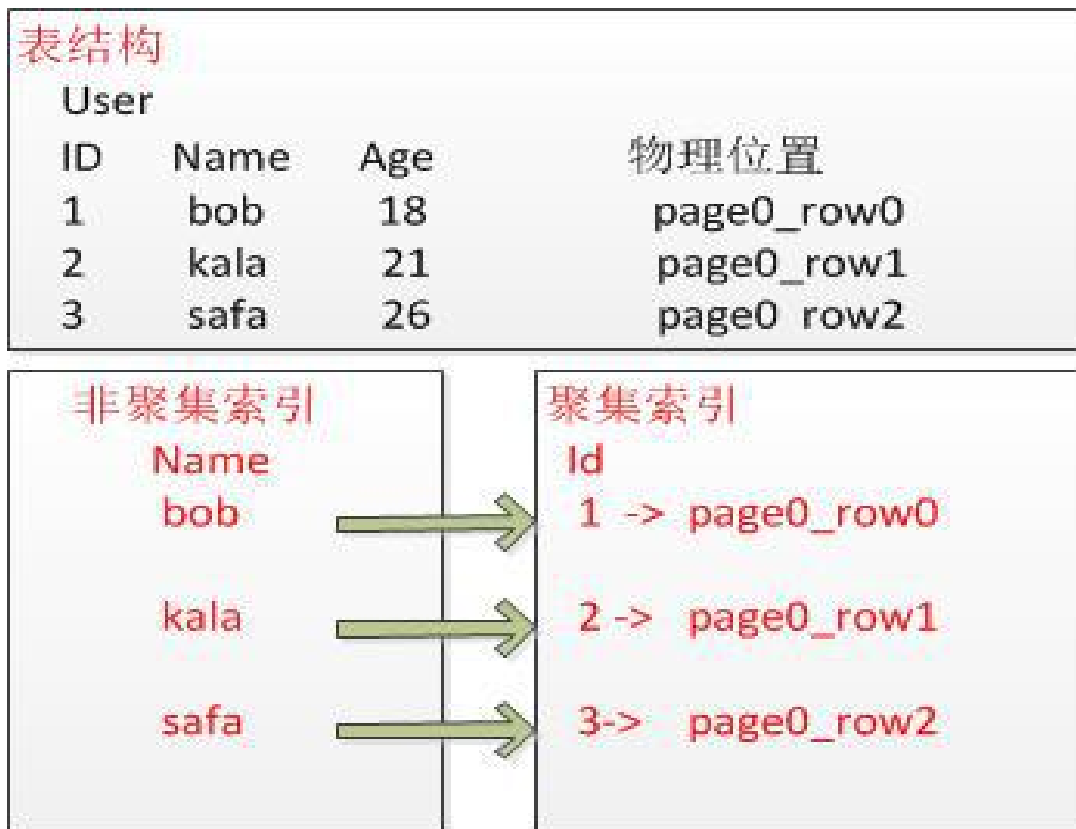 表结构
User
ID Name Age 物理位置
1 bob 18 page0_row0
2 kala 21 page0_row1
3 safa 26 page0 row2
非聚集索引
Name
bob
kala
safa
聚集索引
Id
1 -> page0_row0
2 -> page0_row1
3-> page0_row2